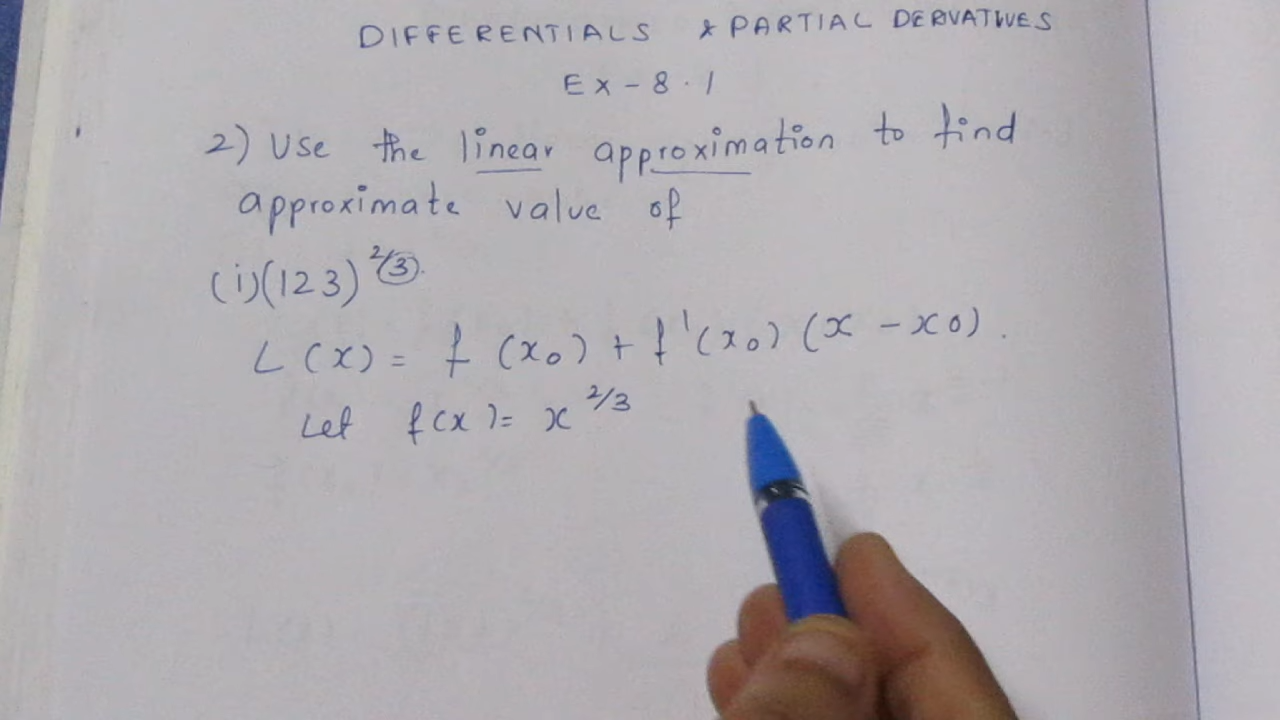 DIFFERENTIALS & PARTIAL DERVATIVES
Ex - 8.1
2) Use the linear approximation to find
approximate value of
(i) (123)^2/3.
L(x) = f(x₀) + f'(x₀) (x - x₀).
Let f(x) = x^2/3